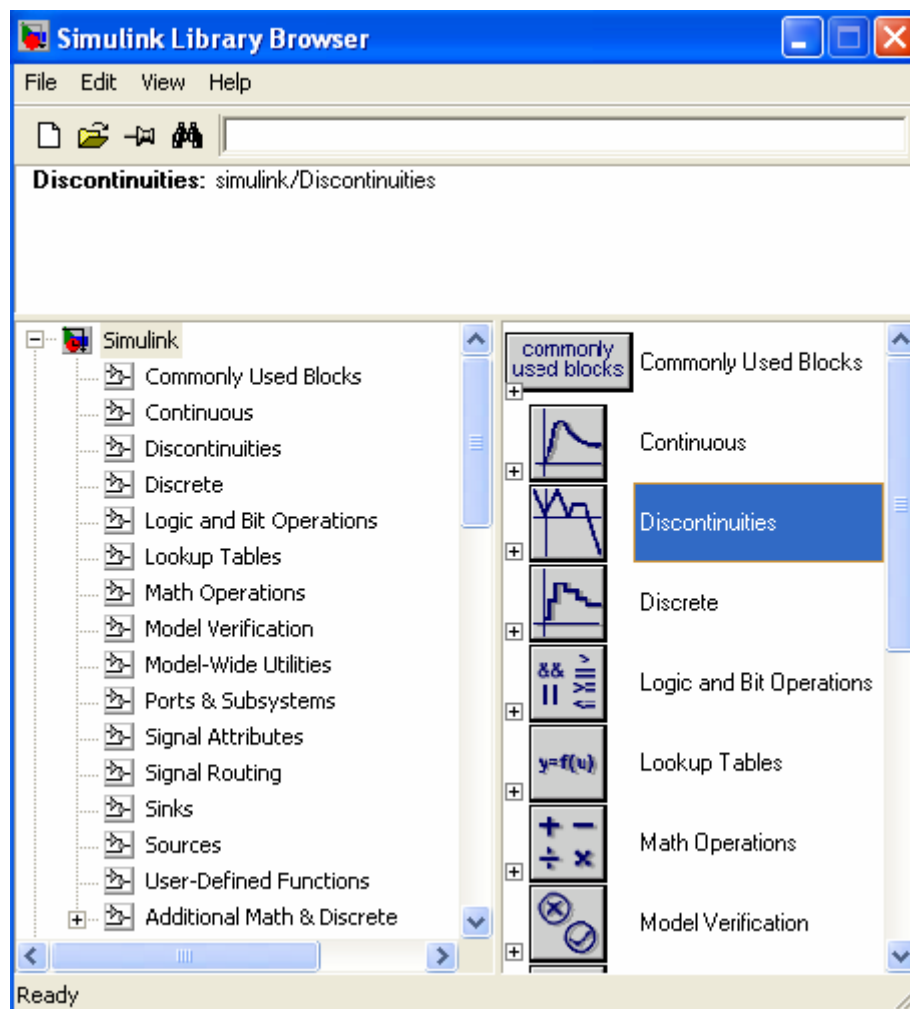 Simulink Library Browser
File Edit View Help
Discontinuities: simulink/Discontinuities
Simulink
Commonly Used Blocks
Continuous
Discontinuities
Discrete
Logic and Bit Operations
Lookup Tables
Math Operations
Model Verification
Model-Wide Utilities
Ports & Subsystems
Signal Attributes
Signal Routing
Sinks
Sources
User-Defined Functions
Additional Math & Discrete
commonly
used blocks
Commonly Used Blocks
Continuous
Discontinuities
Discrete
&& >
|| >=
<=
Logic and Bit Operations
y=f(u)
Lookup Tables
+ −
÷ ×
Math Operations
Model Verification
Ready